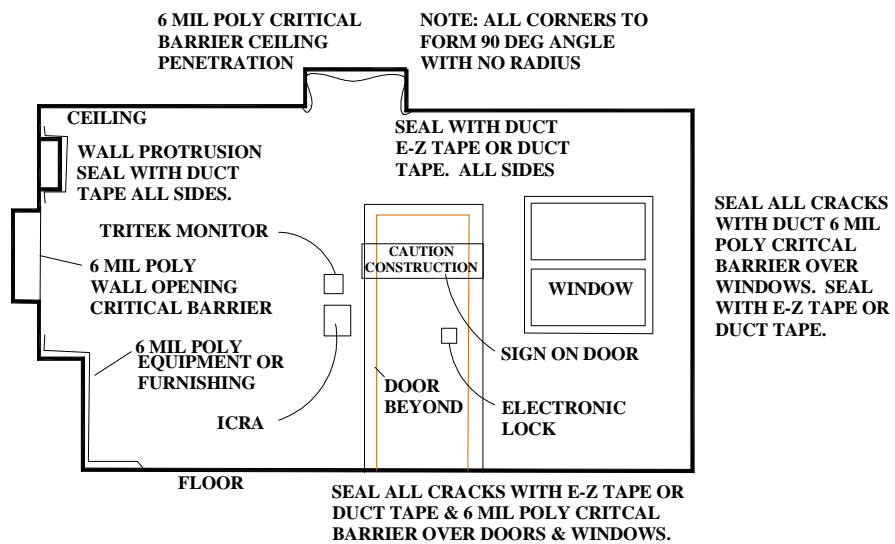 6 MIL POLY CRITICAL
BARRIER CEILING
PENETRATION
NOTE: ALL CORNERS TO
FORM 90 DEG ANGLE
WITH NO RADIUS
CEILING
WALL PROTRUSION
SEAL WITH DUCT
TAPE ALL SIDES.
SEAL WITH DUCT
E-Z TAPE OR DUCT
TAPE. ALL SIDES
TRITEK MONITOR
CAUTION
CONSTRUCTION
6 MIL POLY
WALL OPENING
CRITICAL BARRIER
WINDOW
SEAL ALL CRACKS
WITH DUCT 6 MIL
POLY CRITCAL
BARRIER OVER
WINDOWS. SEAL
WITH E-Z TAPE OR
DUCT TAPE.
6 MIL POLY
EQUIPMENT OR
FURNISHING
SIGN ON DOOR
DOOR
BEYOND
ICRA
ELECTRONIC
LOCK
FLOOR
SEAL ALL CRACKS WITH E-Z TAPE OR
DUCT TAPE & 6 MIL POLY CRITCAL
BARRIER OVER DOORS & WINDOWS.